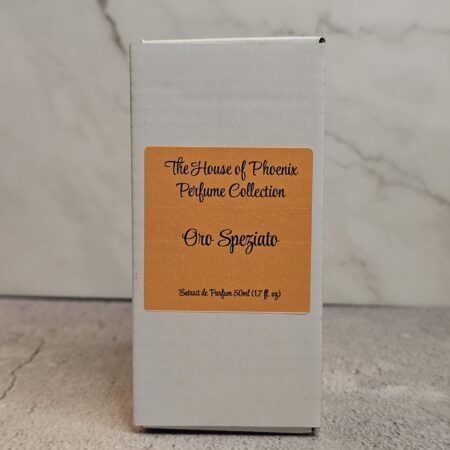 The House of Phoenix
Perfume Collection
Oro Speziato
Extrait de Parfum 50ml (1.7 fl. oz)